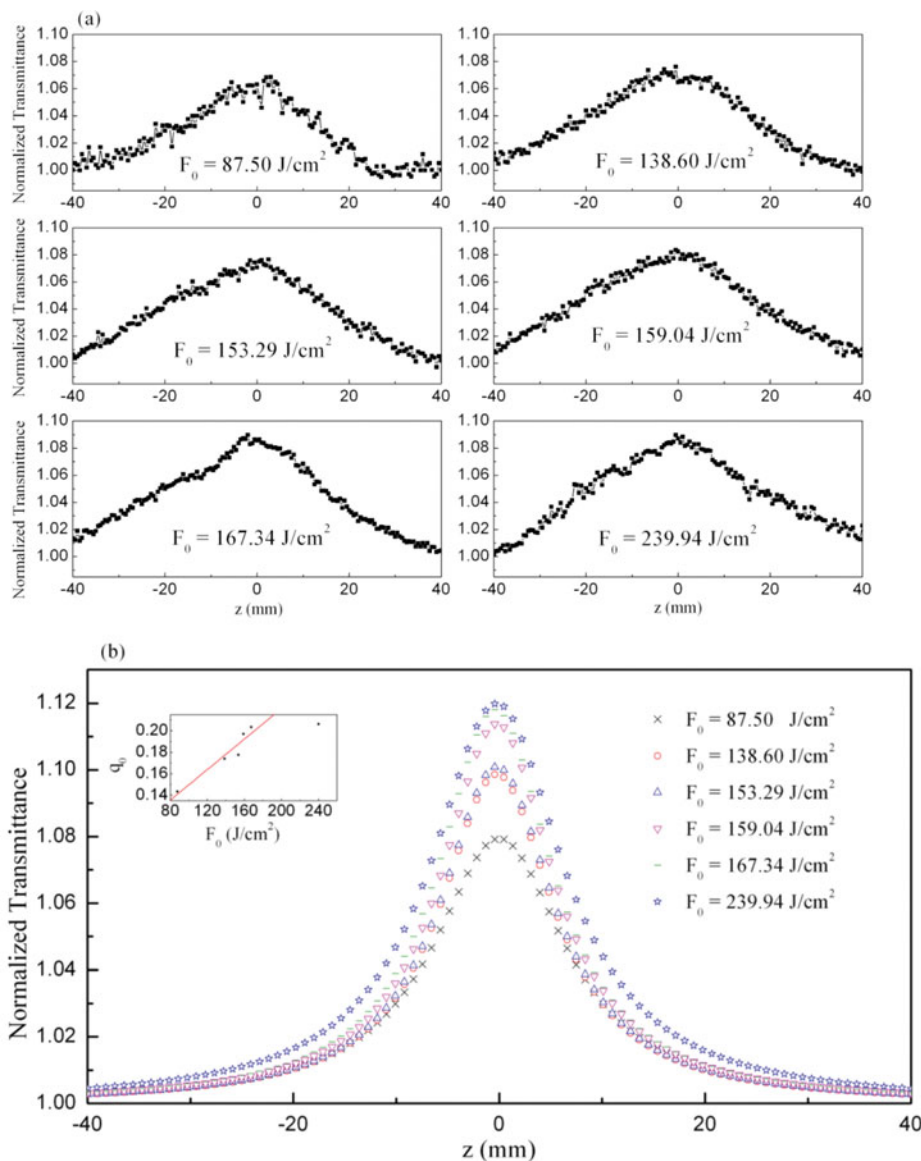 (a)
Normalized Transmittance
1.10
1.08
1.06
1.04
1.02
1.00
-40 -20 0 20 40
F₀ = 87.50 J/cm²
1.10
1.08
1.06
1.04
1.02
1.00
-40 -20 0 20 40
F₀ = 138.60 J/cm²
Normalized Transmittance
1.10
1.08
1.06
1.04
1.02
1.00
-40 -20 0 20 40
F₀ = 153.29 J/cm²
1.10
1.08
1.06
1.04
1.02
1.00
-40 -20 0 20 40
F₀ = 159.04 J/cm²
Normalized Transmittance
1.10
1.08
1.06
1.04
1.02
1.00
-40 -20 0 20 40
z (mm)
F₀ = 167.34 J/cm²
1.10
1.08
1.06
1.04
1.02
1.00
-40 -20 0 20 40
z (mm)
F₀ = 239.94 J/cm²
(b)
Normalized Transmittance
1.12
1.10
1.08
1.06
1.04
1.02
1.00
-40 -20 0 20 40
z (mm)
q₀
0.20
0.18
0.16
0.14
80 120 160 200 240
F₀ (J/cm²)
F₀ = 87.50 J/cm²
F₀ = 138.60 J/cm²
F₀ = 153.29 J/cm²
F₀ = 159.04 J/cm²
F₀ = 167.34 J/cm²
F₀ = 239.94 J/cm²